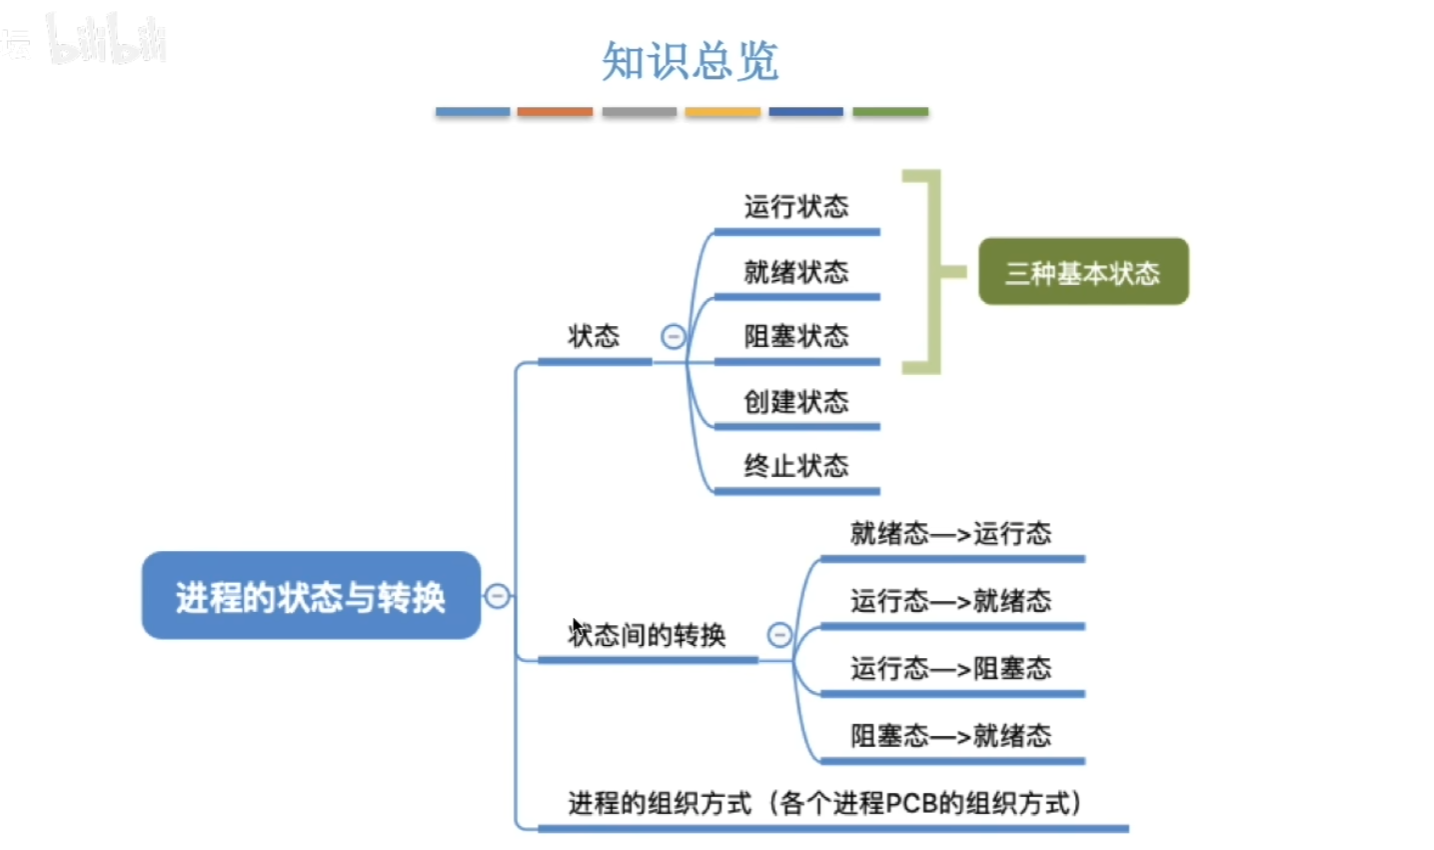 坛 bilibili
知识总览
运行状态
就绪状态
三种基本状态
状态
阻塞状态
创建状态
终止状态
就绪态—>运行态
进程的状态与转换
运行态—>就绪态
状态间的转换
运行态—>阻塞态
阻塞态—>就绪态
进程的组织方式（各个进程PCB的组织方式）